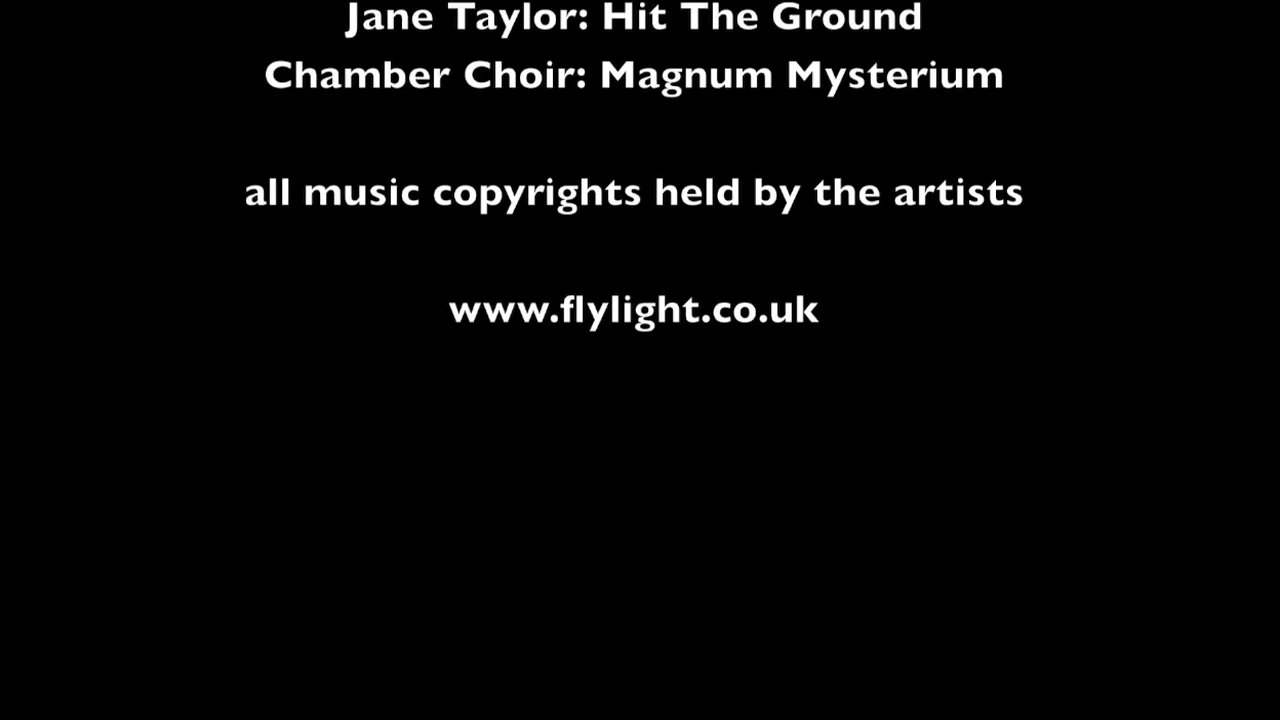 Jane Taylor: Hit The Ground
Chamber Choir: Magnum Mysterium
all music copyrights held by the artists
www.flylight.co.uk